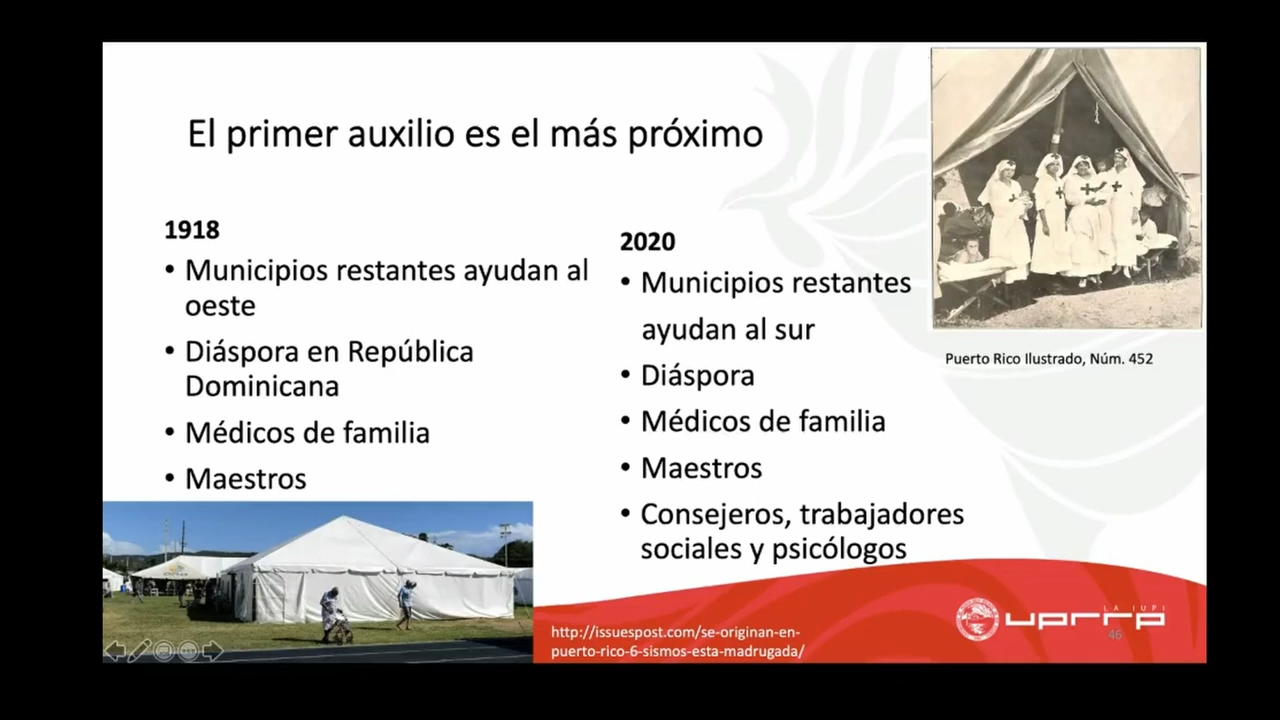 El primer auxilio es el más próximo
1918
• Municipios restantes ayudan al
oeste
• Diáspora en República
Dominicana
• Médicos de familia
• Maestros
2020
• Municipios restantes
ayudan al sur
• Diáspora
• Médicos de familia
• Maestros
• Consejeros, trabajadores
sociales y psicólogos
Puerto Rico Ilustrado, Núm. 452
http://issuespost.com/se-originan-en-
puerto-rico-6-sismos-esta-madrugada/
LA IUPI
uprrp
46